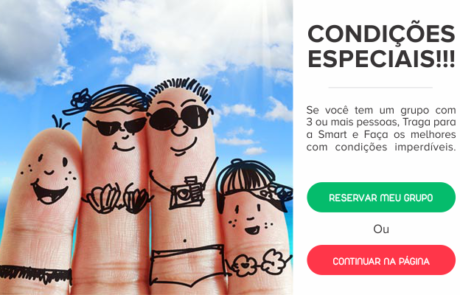 CONDIÇÕES
ESPECIAIS!!!
Se você tem um grupo com
3 ou mais pessoas, Traga para
a Smart e Faça os melhores
com condições imperdíveis.
RESERVAR MEU GRUPO
Ou
CONTINUAR NA PÁGINA